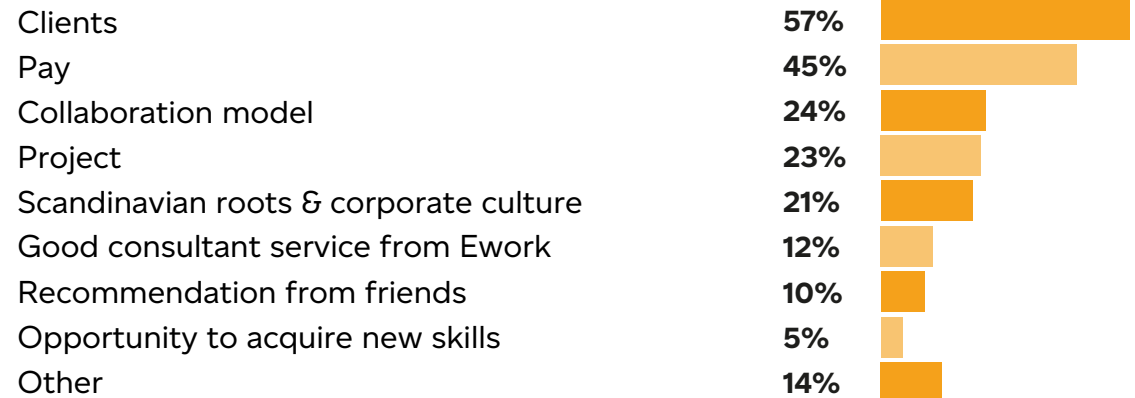 Clients 57%
Pay 45%
Collaboration model 24%
Project 23%
Scandinavian roots & corporate culture 21%
Good consultant service from Ework 12%
Recommendation from friends 10%
Opportunity to acquire new skills 5%
Other 14%